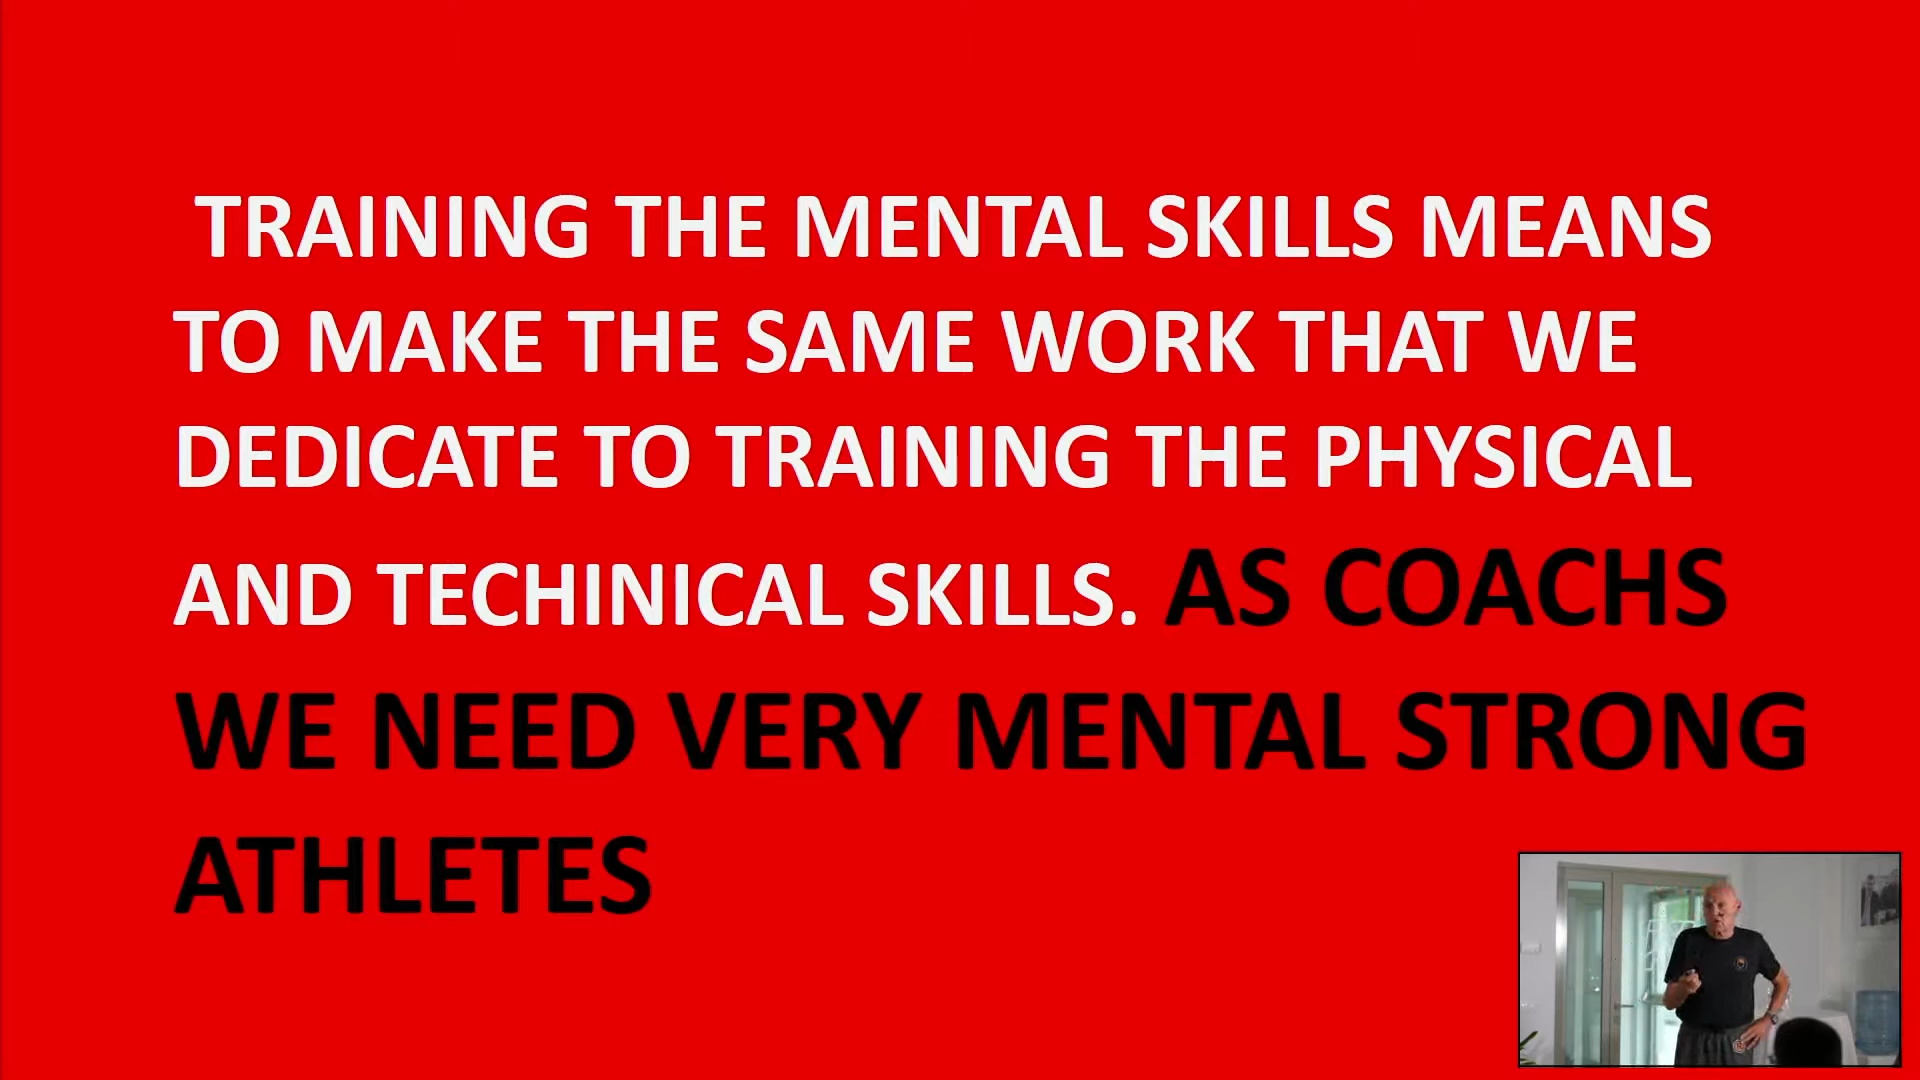 TRAINING THE MENTAL SKILLS MEANS
TO MAKE THE SAME WORK THAT WE
DEDICATE TO TRAINING THE PHYSICAL
AND TECHINICAL SKILLS. AS COACHS
WE NEED VERY MENTAL STRONG
ATHLETES